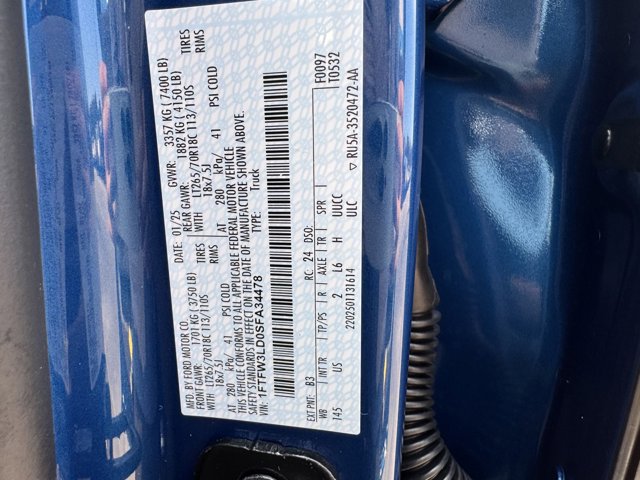 MFD. BY FORD MOTOR CO. DATE: 01/25 GVWR: 3357 KG ( 7400 LB)
FRONT GAWR: 1701 KG ( 3750 LB) REAR GAWR: 1882 KG ( 4150 LB)
WITH LT265/70R18C 113/110S TIRES WITH LT265/70R18C 113/110S TIRES
18x7.5J RIMS 18x7.5J RIMS
AT 280 kPa/ 41 PSI COLD AT 280 kPa/ 41 PSI COLD
THIS VEHICLE CONFORMS TO ALL APPLICABLE FEDERAL MOTOR VEHICLE
SAFETY STANDARDS IN EFFECT ON THE DATE OF MANUFACTURE SHOWN ABOVE.
VIN: 1FTFW3LD0SFA34478 TYPE: Truck
F0097
T0532
EXT PNT: B3 RC: 24 DSO:
WB INT TR TP/PS R AXLE TR SPR
145 US 2 L6 H UUCC
2202501131614 ULC
RU5A-3520472-AA